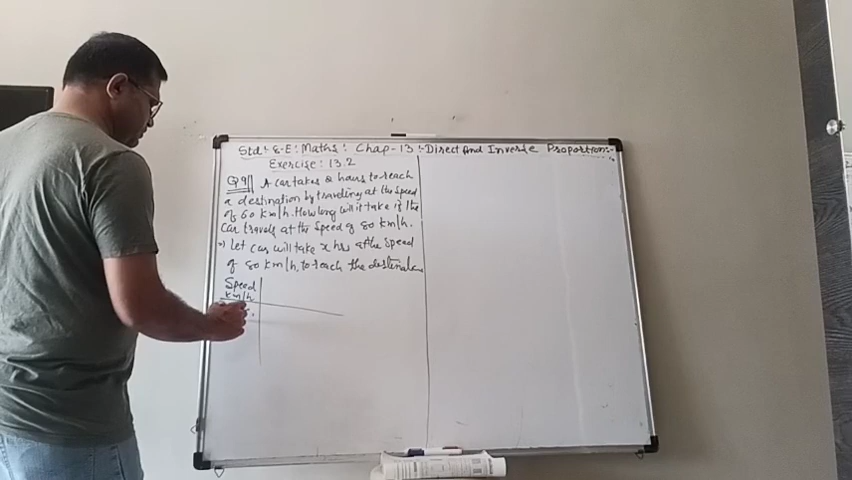 Std:- 8-E: Maths: Chap-13:- Direct And Inverse Proportions:
Exercise: 13.2
Q 9|| A car takes 2 hours to reach
a destination by traveling at the speed
of 60 km/h. How long will it take if the
Car travels at the Speed of 80 km/h.
→ Let car will take x hrs at the Speed
of 80 km/h, to reach the
Speed
km/h